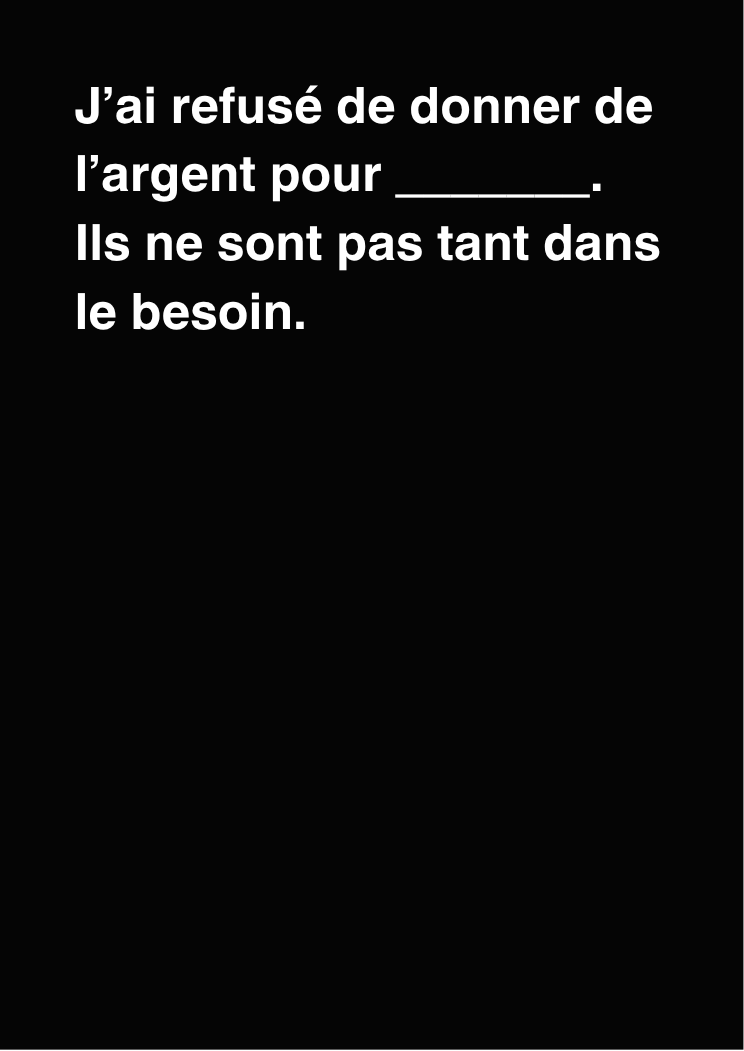 J’ai refusé de donner de
l’argent pour _______.
Ils ne sont pas tant dans
le besoin.